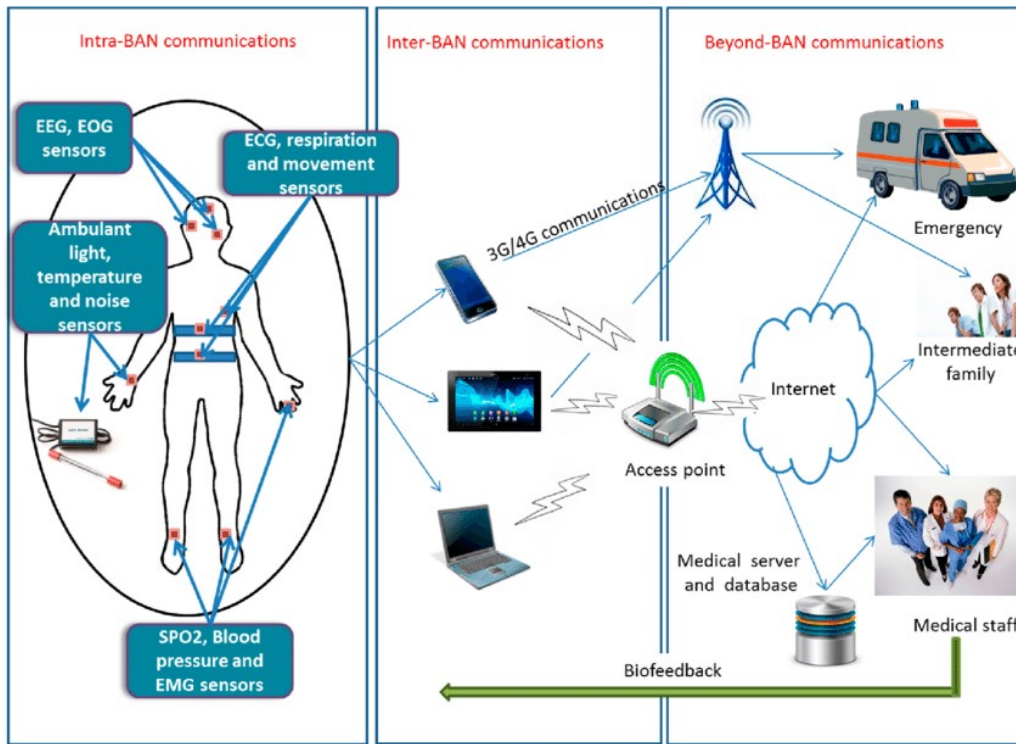 Intra-BAN communications
EEG, EOG
sensors
ECG, respiration
and movement
sensors
Ambulant
light,
temperature
and noise
sensors
SPO2, Blood
pressure and
EMG sensors
Inter-BAN communications
3G/4G communications
Access point
Beyond-BAN communications
Emergency
Intermediate
family
Internet
Medical server
and database
Medical staff
Biofeedback